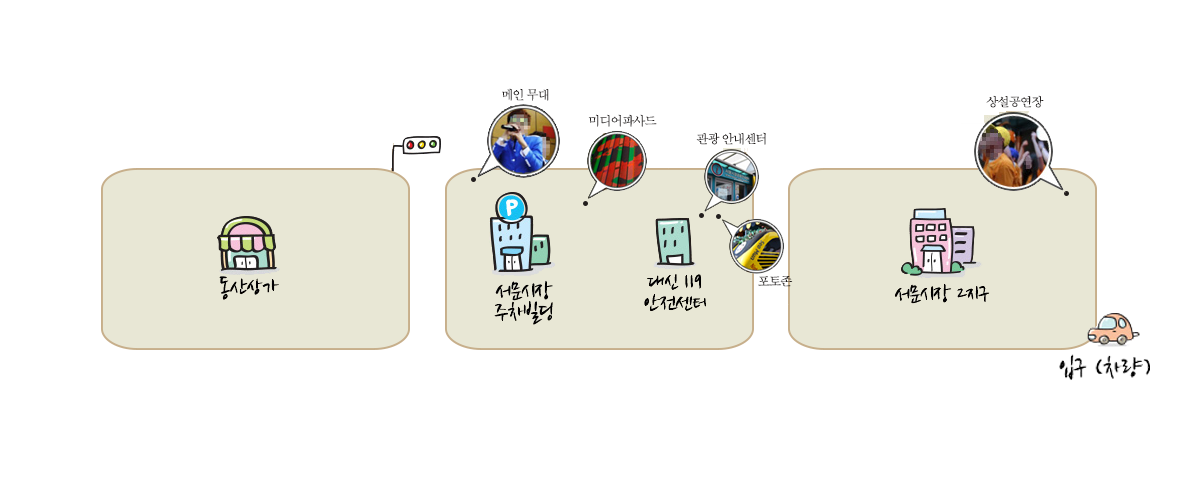 메인 무대
미디어파사드
관광 안내센터
상설공연장
P
동산상가
서문시장
주차빌딩
대신 119
안전센터
포토존
서문시장 2지구
입구 (차량)